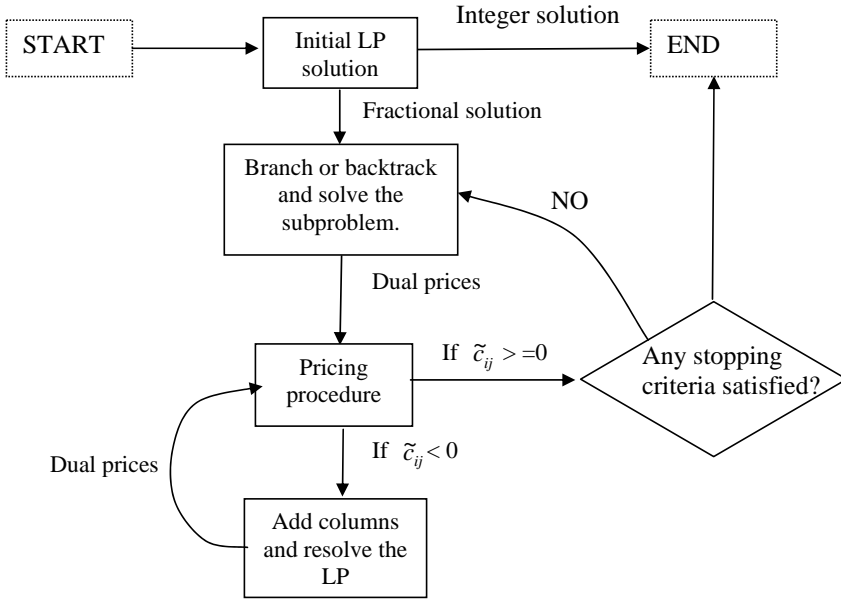 Integer solution
START
Initial LP
solution
END
Fractional solution
Branch or backtrack
and solve the
subproblem.
NO
Dual prices
If c̃ij > =0
Any stopping
criteria satisfied?
Pricing
procedure
If c̃ij < 0
Dual prices
Add columns
and resolve the
LP